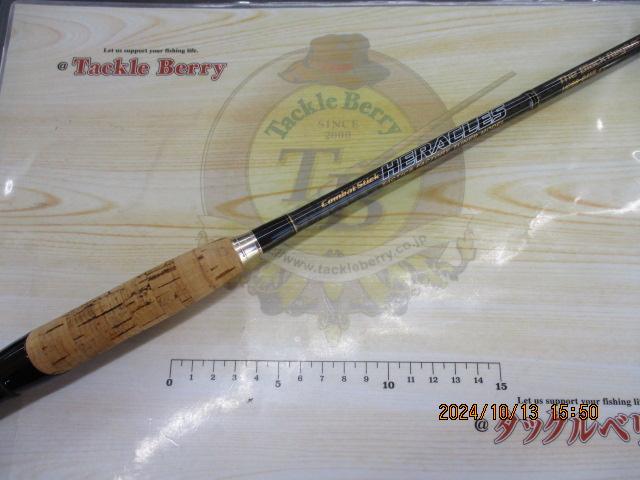 Let us support your fishing life.
@ Tackle Berry
Tackle Berry
SINCE
2000
TB
www.tackleberry.co.jp
Combat Stick HERACLES
The Black Rag
0 5 10 15
1 2 3 4 6 7 8 9 11 12 13 14
Let us support your fishing life.
2024/10/13 15:50
@ タックルベリ